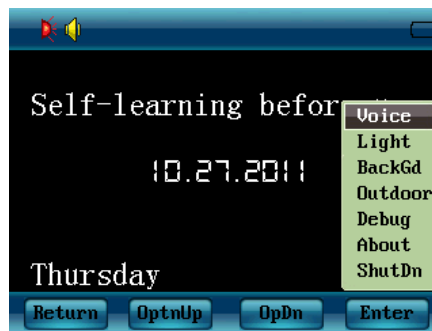 Self-learning befor
10.27.2011
Thursday
Voice
Light
BackGd
Outdoor
Debug
About
ShutDn
Return OptnUp OpDn Enter